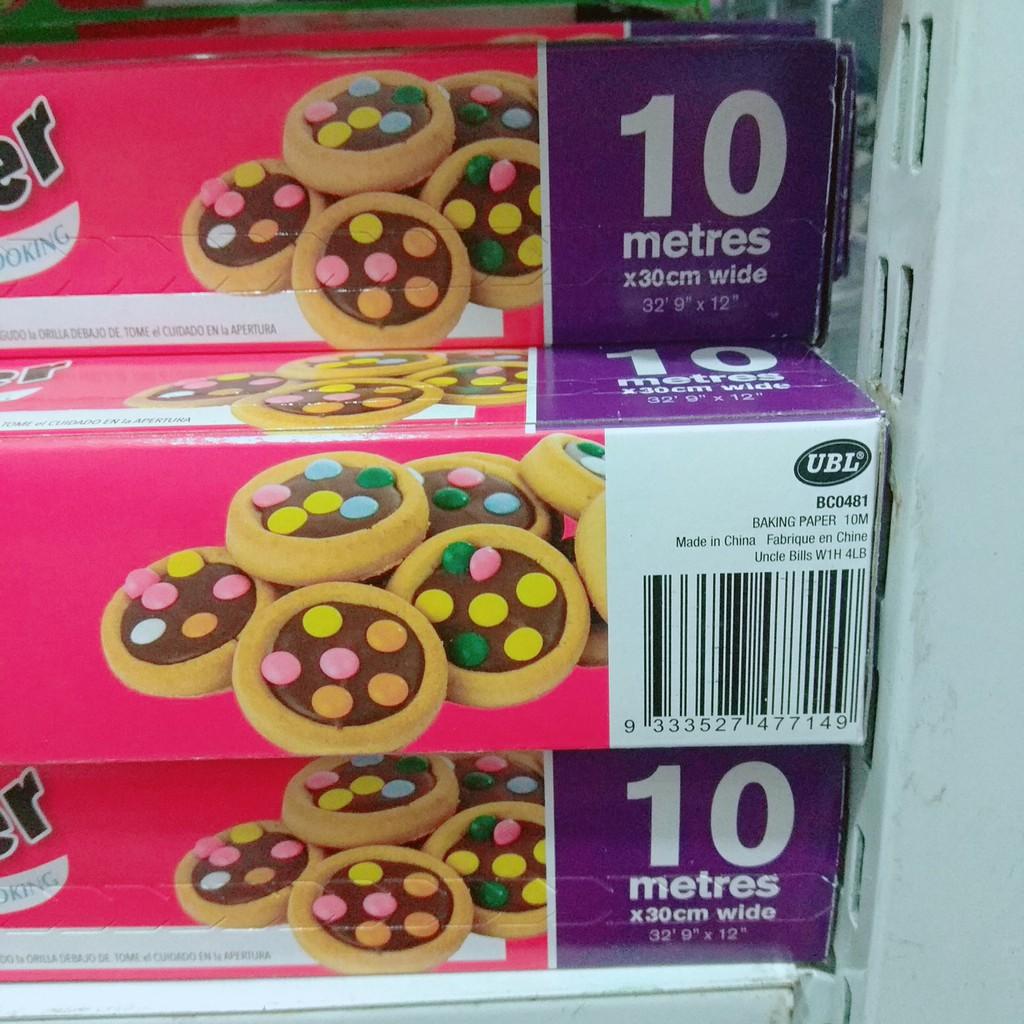 10
metres
x30cm wide
32' 9" x 12"
er
OOKING
la ORILLA DEBAJO DE. TOME el CUIDADO EN la APERTURA
10
metres
x30cm wide
32' 9" x 12"
er
TOME el CUIDADO EN la APERTURA
UBL®
BC0481
BAKING PAPER 10M
Made in China Fabrique en Chine
Uncle Bills W1H 4LB
9 333527 477149
10
metres
x30cm wide
32' 9" x 12"
er
OKING
la ORILLA DEBAJO DE. TOME el CUIDADO EN la APERTURA